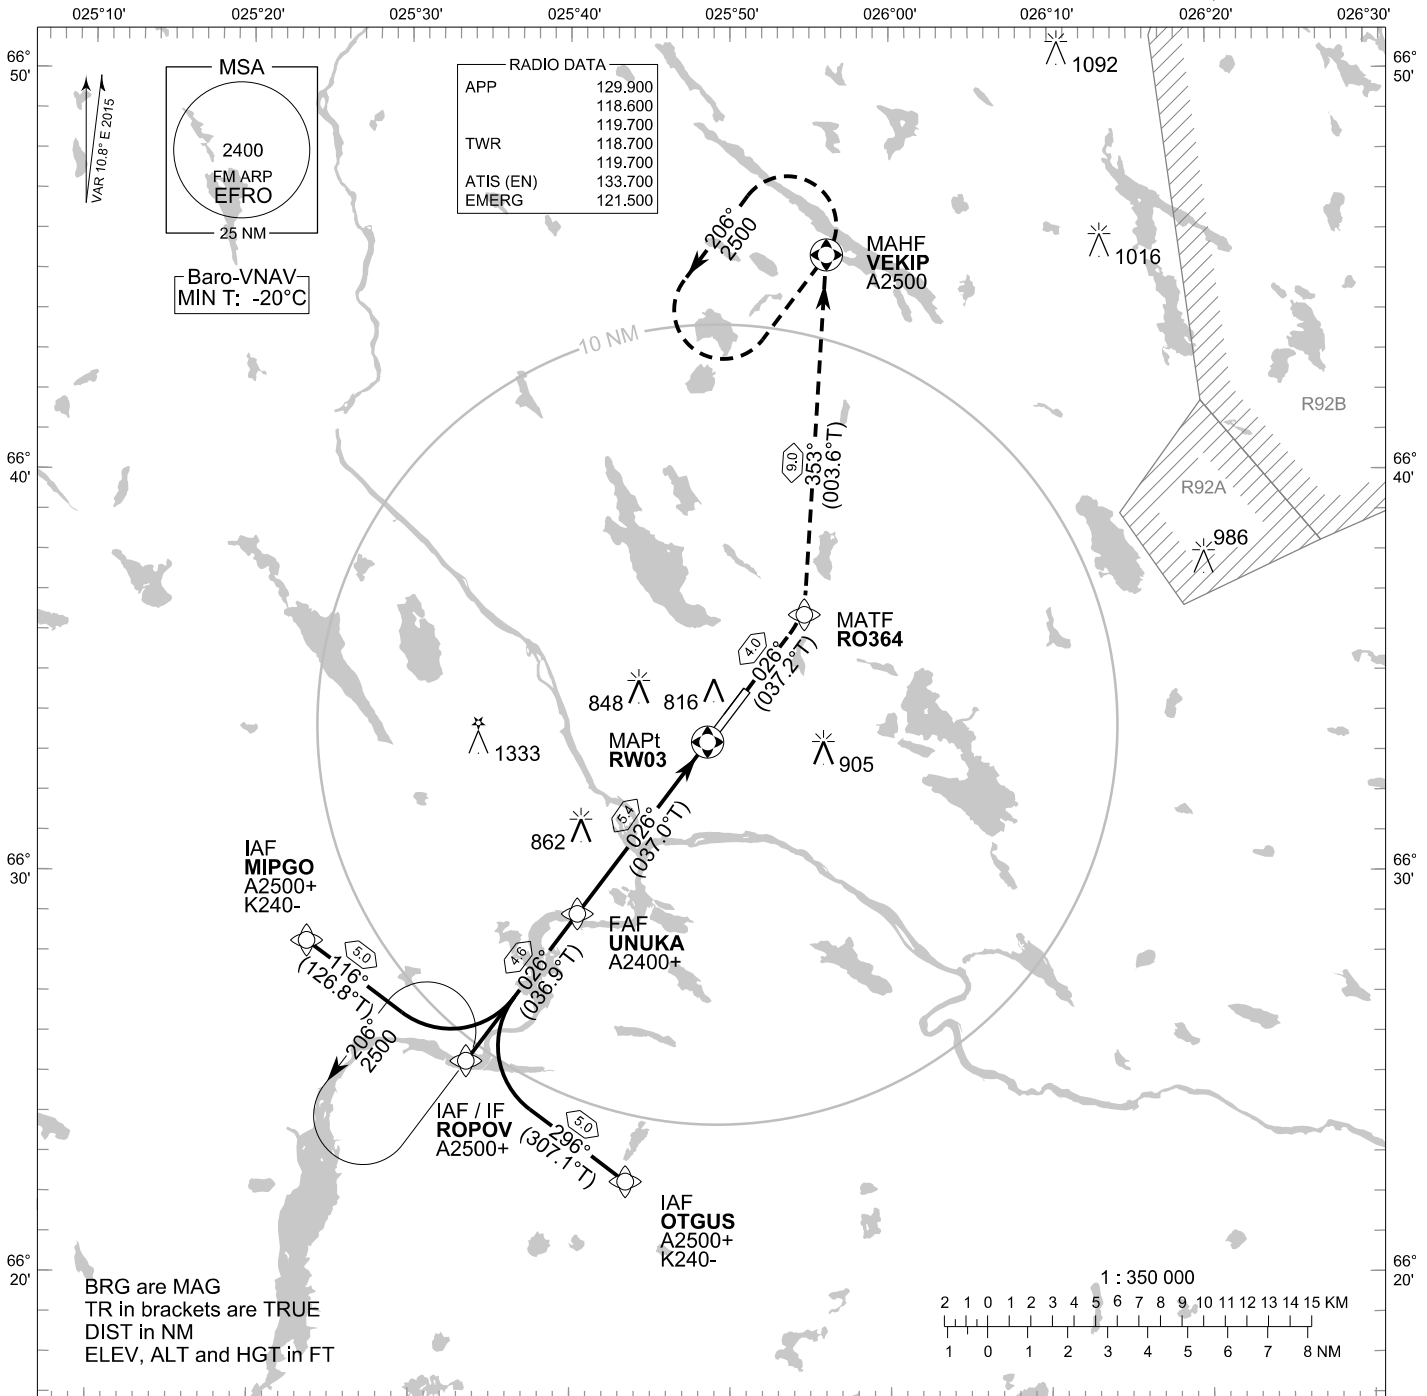 025°10'
025°20'
025°30'
025°40'
025°50'
026°00'
026°10'
026°20'
026°30'
66°
50'
66°
50'
VAR 10.8° E 2015
MSA
2400
FM ARP
EFRO
25 NM
Baro-VNAV
MIN T: -20°C
RADIO DATA
APP 129.900
118.600
119.700
TWR 118.700
119.700
ATIS (EN) 133.700
EMERG 121.500
1092
1016
206°
2500
MAHF
VEKIP
A2500
10 NM
R92B
R92A
986
66°
40'
66°
40'
9.0
353°
(003.6°T)
MATF
RO364
4.0
026°
(037.2°T)
848
816
1333
MAPt
RW03
905
862
5.4
026°
(037.0°T)
66°
30'
66°
30'
IAF
MIPGO
A2500+
K240-
FAF
UNUKA
A2400+
4.6
026°
(036.9°T)
5.0
116°
(126.8°T)
206°
2500
IAF / IF
ROPOV
A2500+
5.0
296°
(307.1°T)
IAF
OTGUS
A2500+
K240-
66°
20'
66°
20'
BRG are MAG
TR in brackets are TRUE
DIST in NM
ELEV, ALT and HGT in FT
1 : 350 000
2 1 0 1 2 3 4 5 6 7 8 9 10 11 12 13 14 15 KM
1 0 1 2 3 4 5 6 7 8 NM